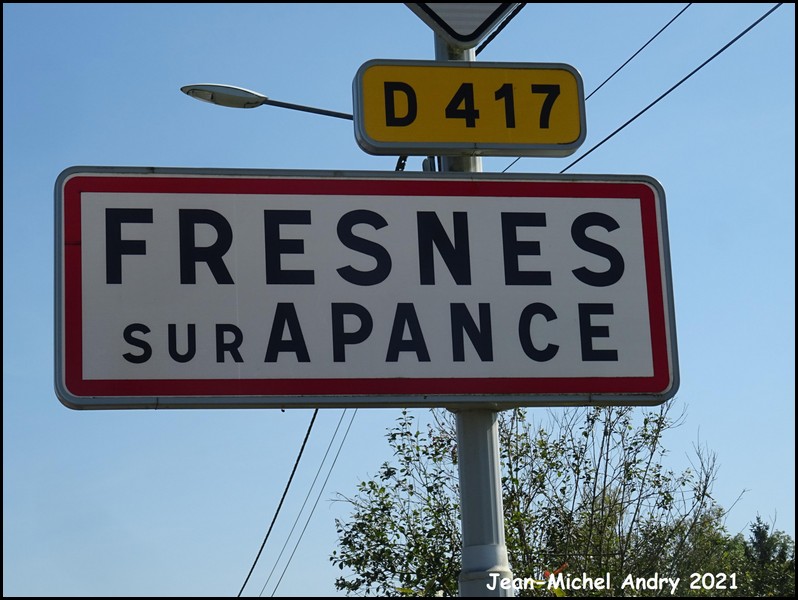 D 417
FRESNES
SUR APANCE
Jean-Michel Andry 2021